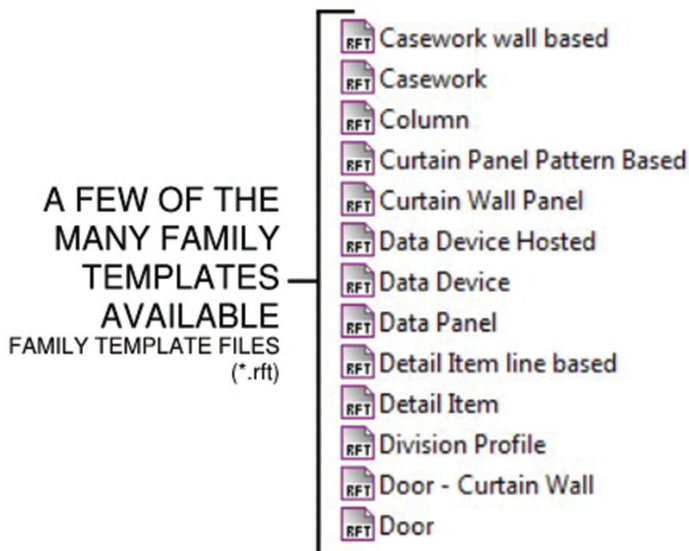 A FEW OF THE
MANY FAMILY
TEMPLATES
AVAILABLE
FAMILY TEMPLATE FILES
(*.rft)
RFT Casework wall based
RFT Casework
RFT Column
RFT Curtain Panel Pattern Based
RFT Curtain Wall Panel
RFT Data Device Hosted
RFT Data Device
RFT Data Panel
RFT Detail Item line based
RFT Detail Item
RFT Division Profile
RFT Door - Curtain Wall
RFT Door